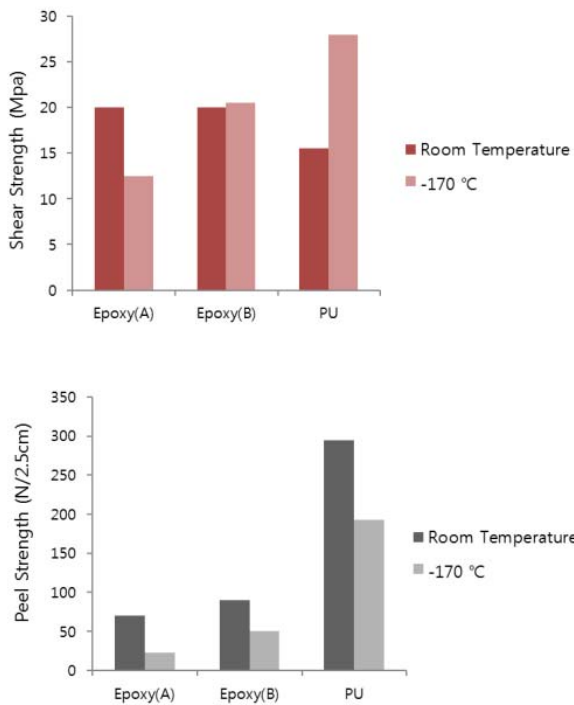 Shear Strength (Mpa)
30
25
20
15
10
5
0
Epoxy(A) Epoxy(B) PU
Room Temperature
-170 ℃
Peel Strength (N/2.5cm)
350
300
250
200
150
100
50
0
Epoxy(A) Epoxy(B) PU
Room Temperature
-170 ℃